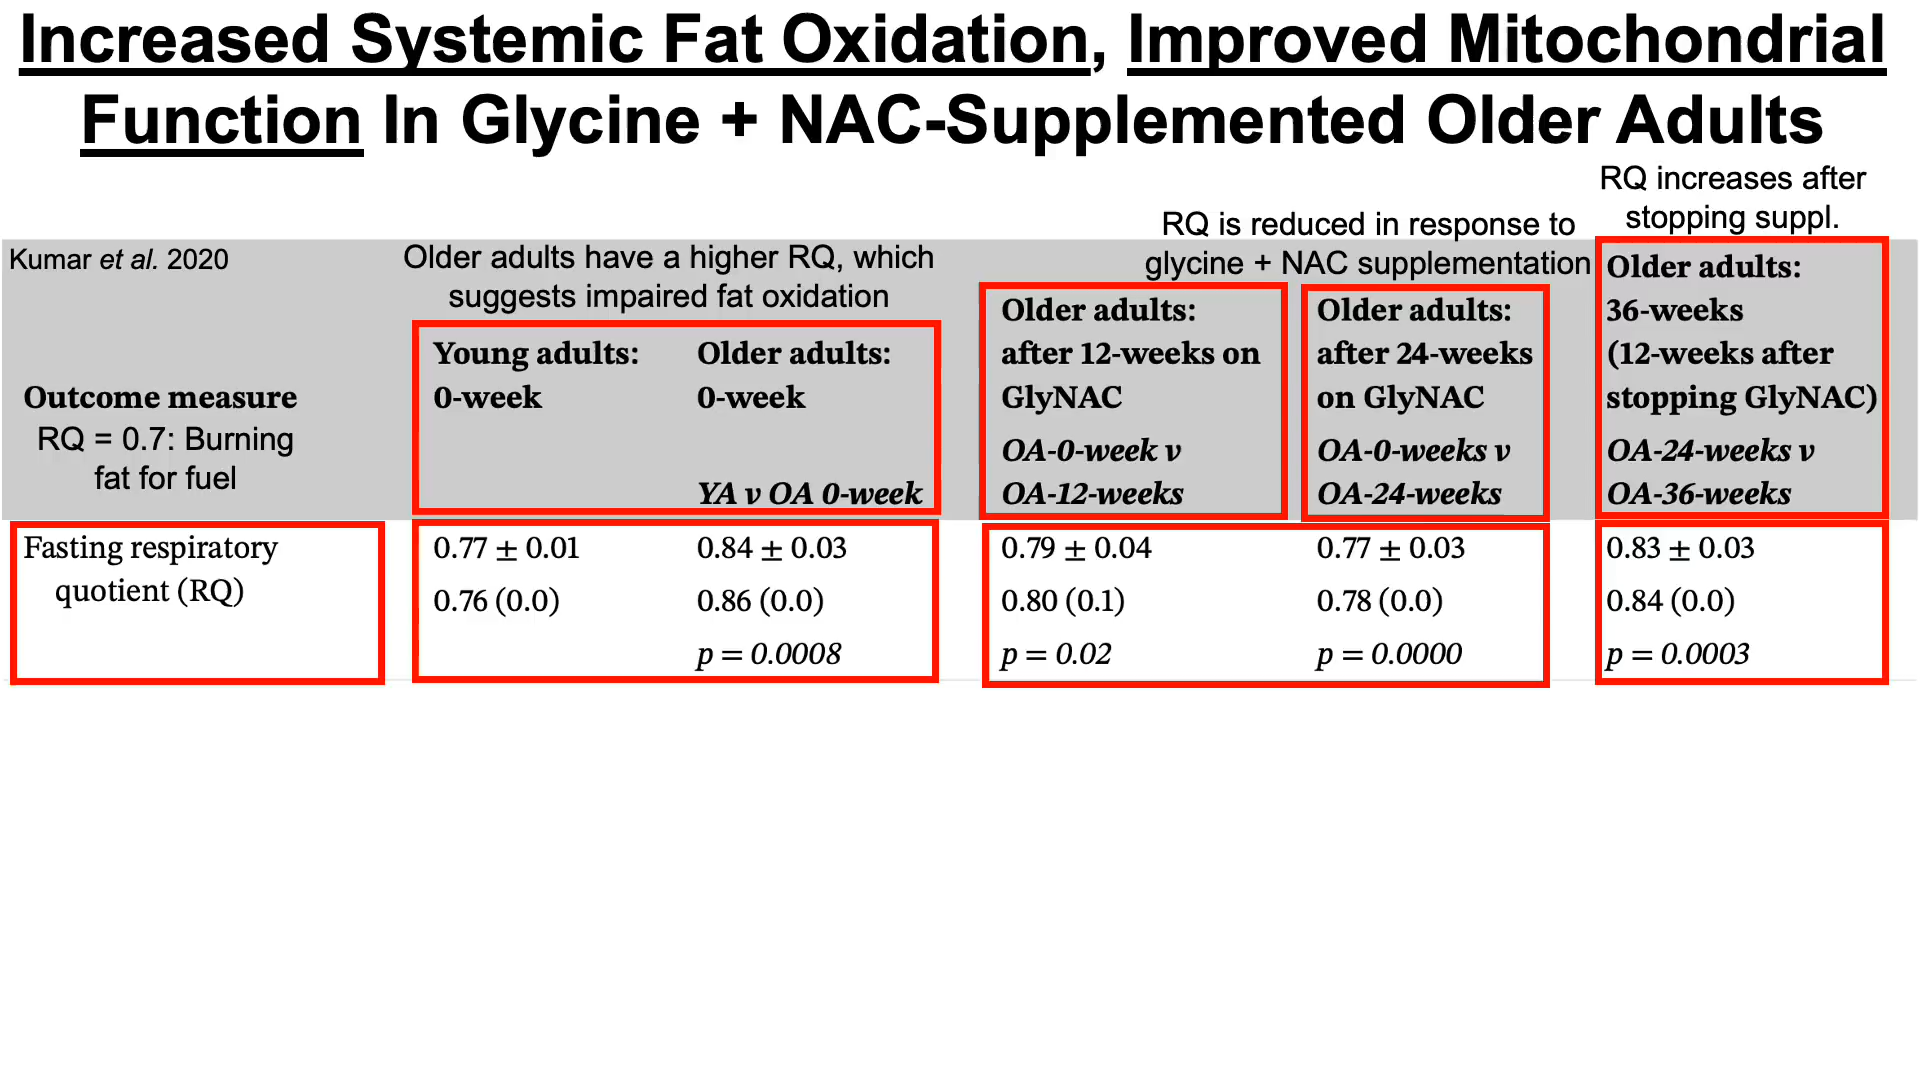 Increased Systemic Fat Oxidation, Improved Mitochondrial
Function In Glycine + NAC-Supplemented Older Adults
RQ increases after
stopping suppl.
RQ is reduced in response to
glycine + NAC supplementation
Kumar et al. 2020
Older adults have a higher RQ, which
suggests impaired fat oxidation
Outcome measure
RQ = 0.7: Burning
fat for fuel
Young adults:
0-week
Older adults:
0-week
YA v OA 0-week
Older adults:
after 12-weeks on
GlyNAC
OA-0-week v
OA-12-weeks
Older adults:
after 24-weeks
on GlyNAC
OA-0-weeks v
OA-24-weeks
Older adults:
36-weeks
(12-weeks after
stopping GlyNAC)
OA-24-weeks v
OA-36-weeks
Fasting respiratory
quotient (RQ)
0.77 ± 0.01
0.76 (0.0)
0.84 ± 0.03
0.86 (0.0)
p = 0.0008
0.79 ± 0.04
0.80 (0.1)
p = 0.02
0.77 ± 0.03
0.78 (0.0)
p = 0.0000
0.83 ± 0.03
0.84 (0.0)
p = 0.0003